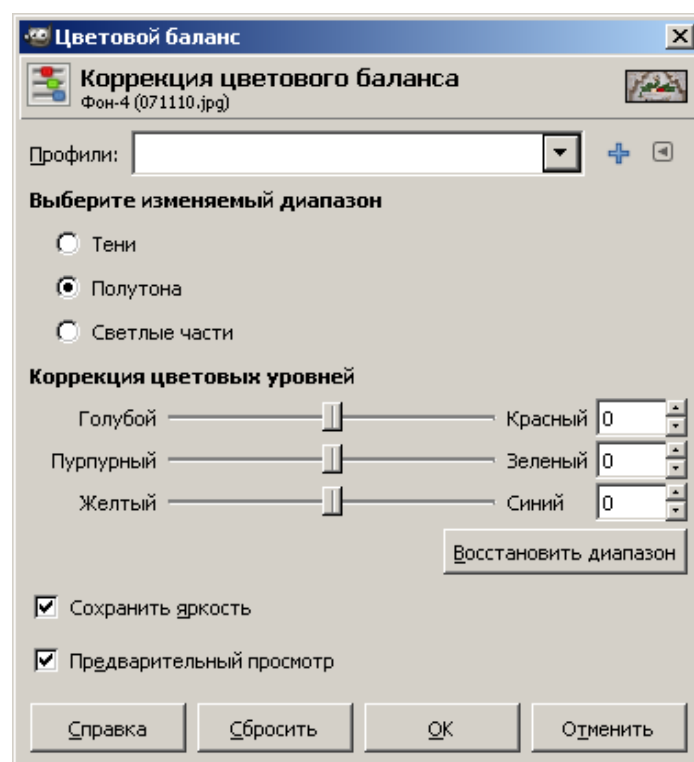 Цветовой баланс
Коррекция цветового баланса
Фон-4 (071110.jpg)
Профили:
Выберите изменяемый диапазон
Тени
Полутона
Светлые части
Коррекция цветовых уровней
Голубой Красный 0
Пурпурный Зеленый 0
Желтый Синий 0
Восстановить диапазон
Сохранить яркость
Предварительный просмотр
Справка Сбросить OK Отменить